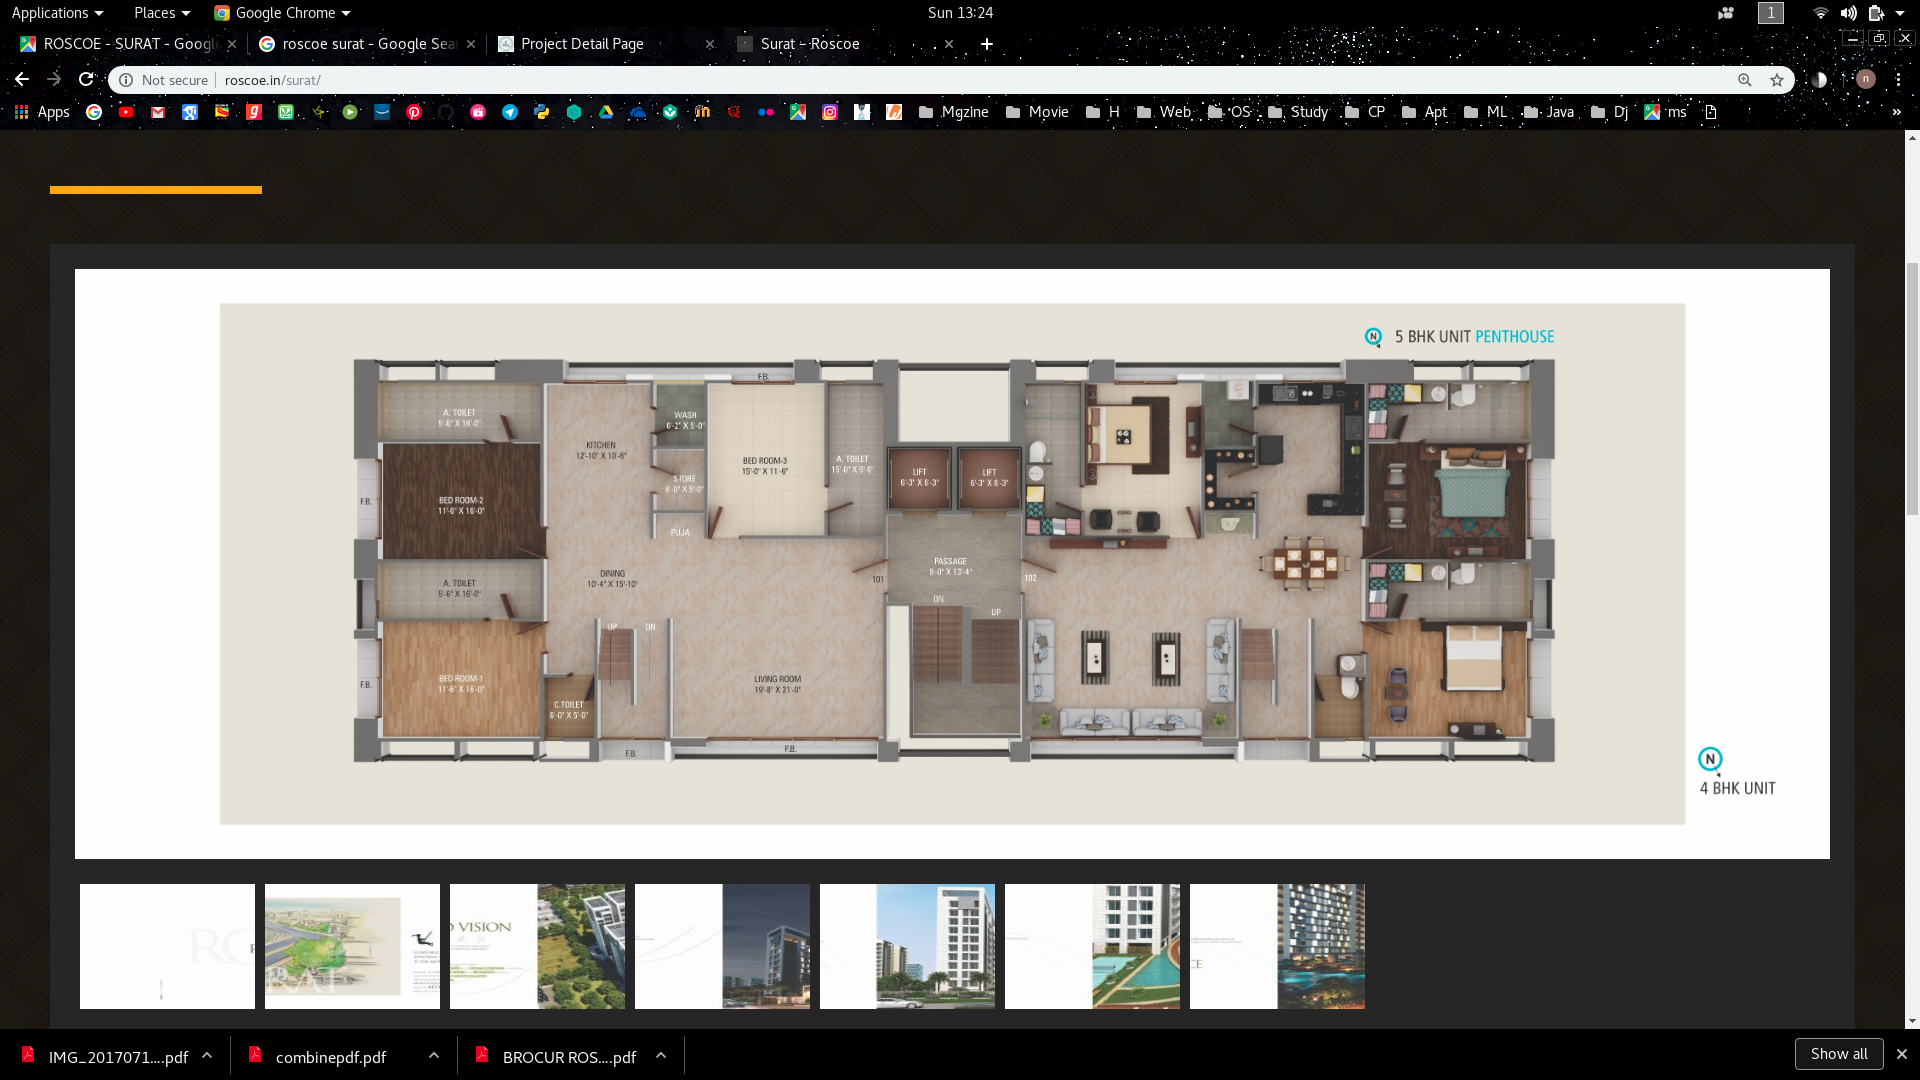 Applications Places Google Chrome Sun 13:24 1
ROSCOE - SURAT - Googl roscoe surat - Google Sea Project Detail Page Surat – Roscoe
Not secure roscoe.in/surat/ n
Apps Mgzine Movie H Web OS Study CP Apt ML Java Dj ms »
N 5 BHK UNIT PENTHOUSE
F.B.
A. TOILET
5'-6" X 16'-0"
WASH
6'-2" X 5'-0"
KITCHEN
12'-10" X 10'-6"
BED ROOM-3
15'-0" X 11'-6"
A. TOILET
15'-0" X 5'-6"
LIFT
6'-3" X 6'-3"
LIFT
6'-3" X 6'-3"
STORE
6'-0" X 5'-0"
F.B.
BED ROOM-2
11'-6" X 16'-0"
PUJA
PASSAGE
9'-0" X 13'-4"
DINING
10'-4" X 15'-10"
101
102
A. TOILET
5'-6" X 16'-0"
DN
UP
UP
DN
F.B.
BED ROOM-1
11'-6" X 16'-0"
LIVING ROOM
19'-8" X 21'-0"
C.TOILET
6'-0" X 5'-0"
F.B.
F.B.
N
4 BHK UNIT
RO
D VISION
CE
IMG_2017071....pdf combinepdf.pdf BROCUR ROS....pdf Show all